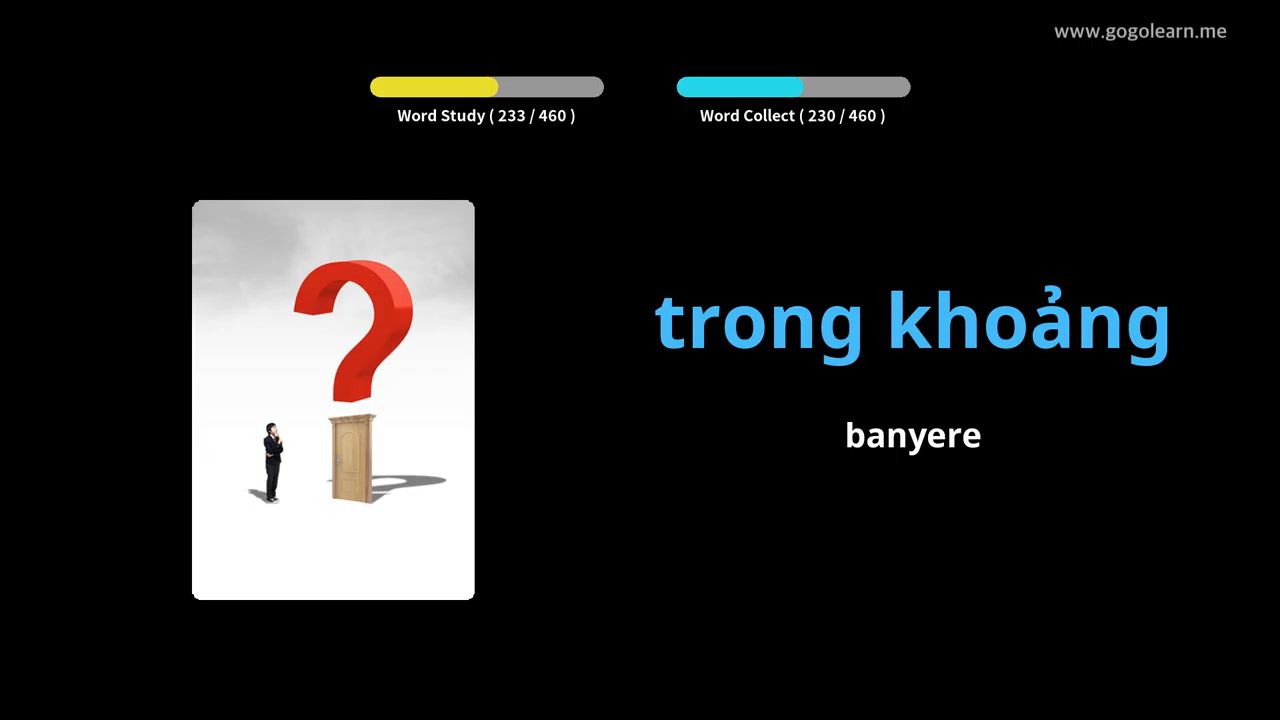 www.gogolearn.me
Word Study ( 233 / 460 )
Word Collect ( 230 / 460 )
trong khoảng
banyere